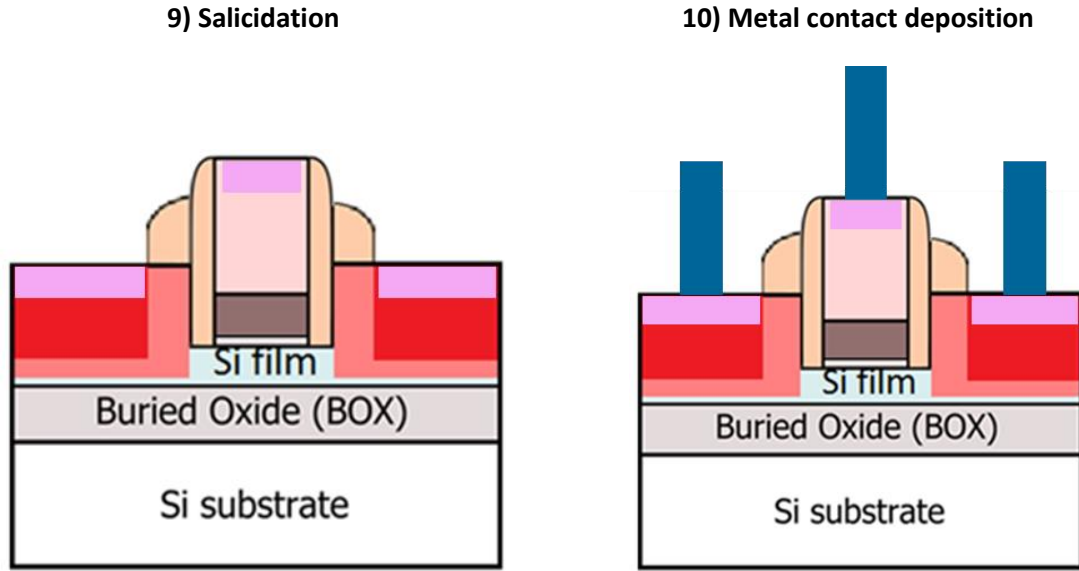 9) Salicidation
10) Metal contact deposition
Si film
Buried Oxide (BOX)
Si substrate
Si film
Buried Oxide (BOX)
Si substrate